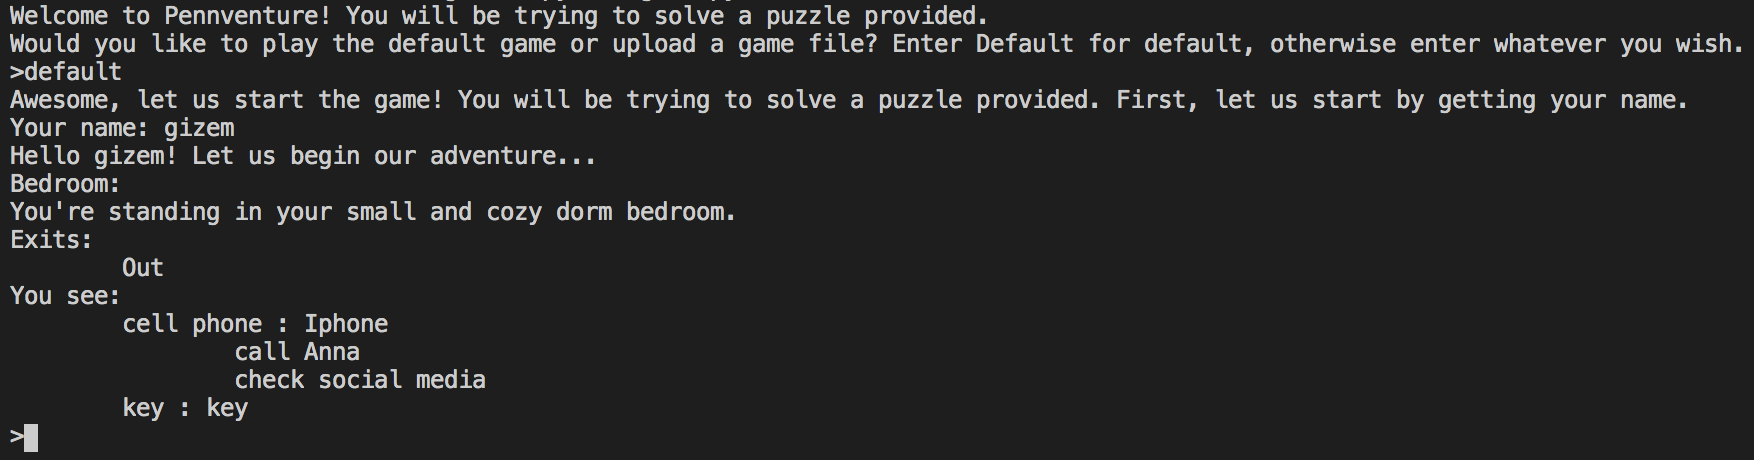 Welcome to Pennventure! You will be trying to solve a puzzle provided.
Would you like to play the default game or upload a game file? Enter Default for default, otherwise enter whatever you wish.
>default
Awesome, let us start the game! You will be trying to solve a puzzle provided. First, let us start by getting your name.
Your name: gizem
Hello gizem! Let us begin our adventure...
Bedroom:
You're standing in your small and cozy dorm bedroom.
Exits:
Out
You see:
cell phone : Iphone
call Anna
check social media
key : key
>